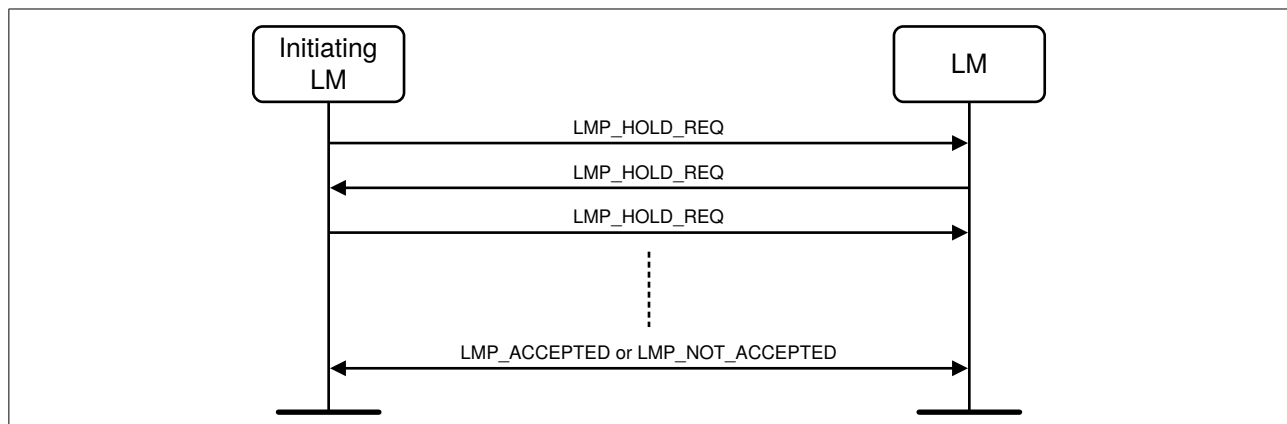 Initiating
LM
LM
LMP_HOLD_REQ
LMP_HOLD_REQ
LMP_HOLD_REQ
LMP_ACCEPTED or LMP_NOT_ACCEPTED